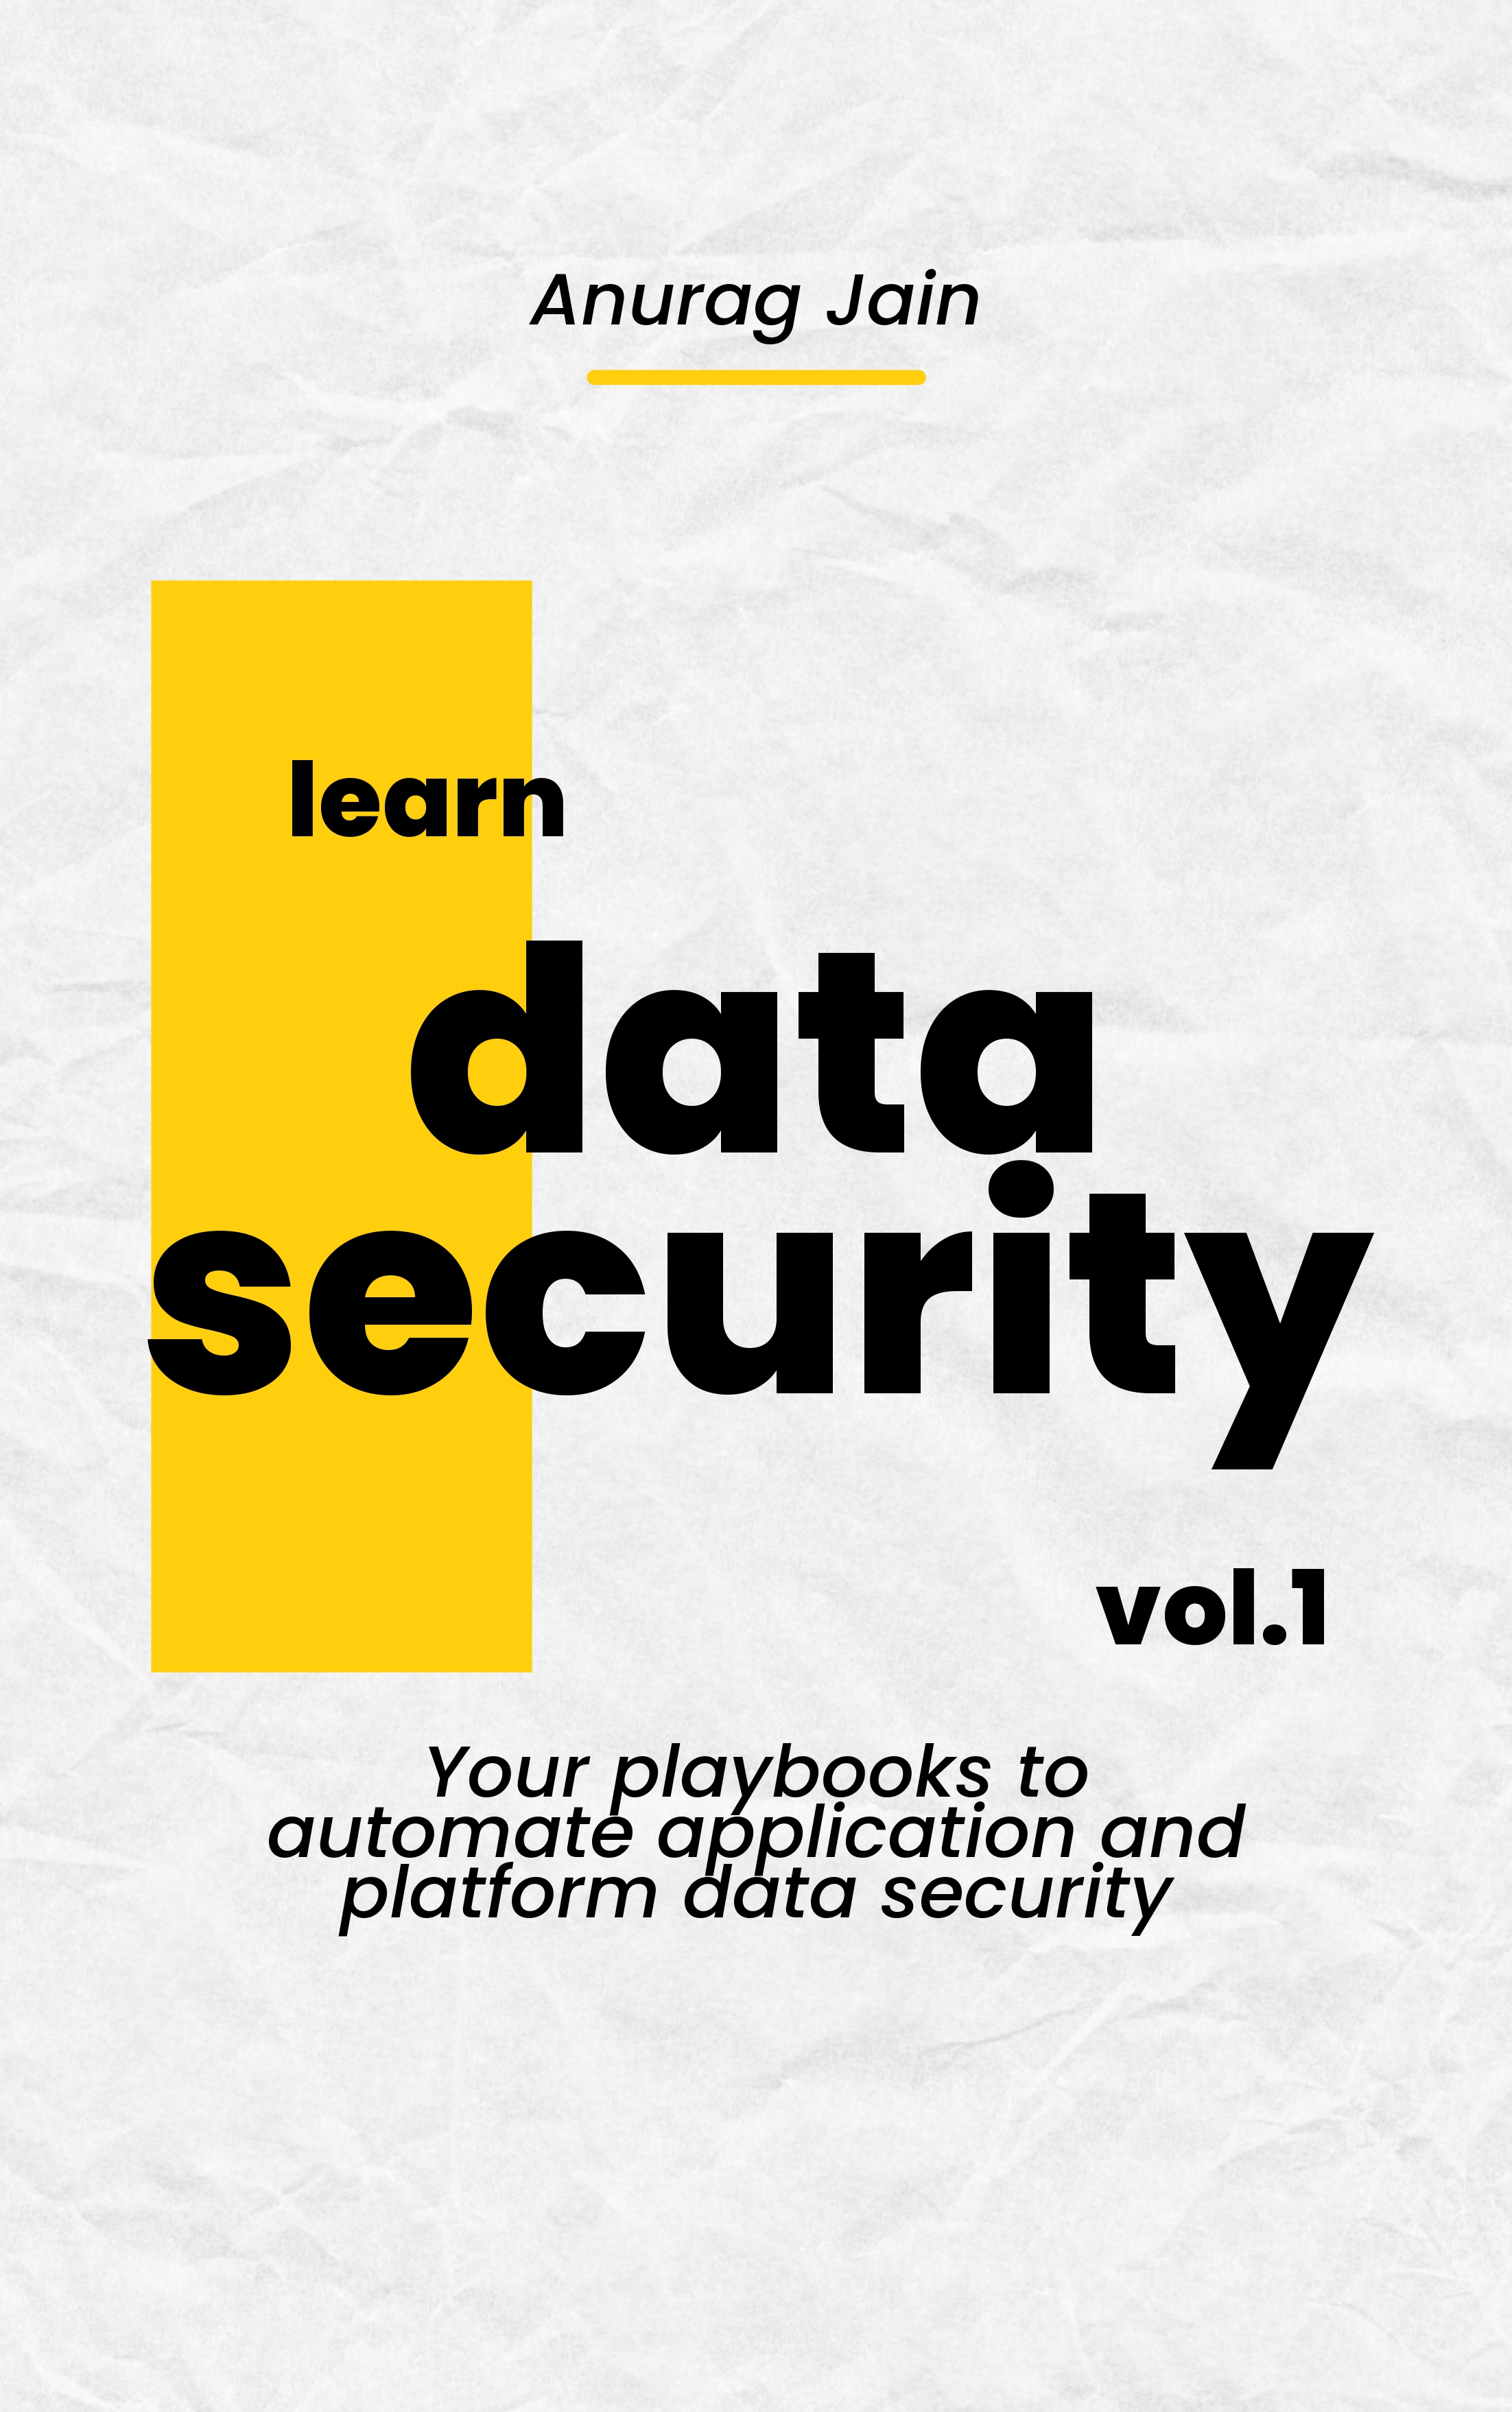 Anurag Jain
learn
data
security
vol.1
Your playbooks to
automate application and
platform data security